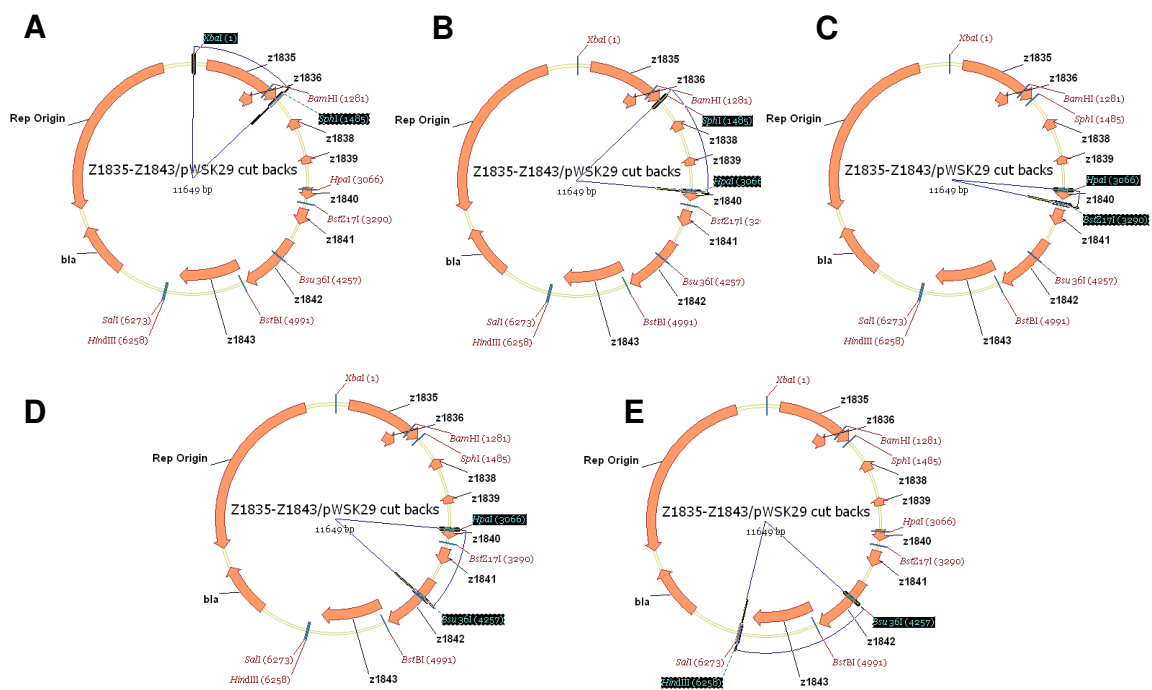 A
XbaI (1)
z1835
z1836
BamHI (1281)
SphI (1485)
Rep Origin
z1838
z1839
Z1835-Z1843/pWSK29 cut backs
11649 bp
HpaI (3066)
z1840
BstZ17I (3290)
z1841
bla
Bsu36I (4257)
z1842
SalI (6273)
BstBI (4991)
HindIII (6258)
z1843
B
XbaI (1)
z1835
z1836
BamHI (1281)
SphI (1485)
Rep Origin
z1838
z1839
Z1835-Z1843/pWSK29 cut backs
11649 bp
HpaI (3066
z1840
BstZ17I (32
z1841
bla
Bsu36I (4257)
z1842
SalI (6273)
BstBI (4991)
HindIII (6258)
z1843
C
XbaI (1)
z1835
z1836
BamHI (1281)
SphI (1485)
Rep Origin
z1838
z1839
Z1835-Z1843/pWSK29 cut backs
11649 bp
HpaI (3066)
z1840
BstZ17I (3290)
z1841
bla
Bsu36I (4257)
z1842
SalI (6273)
BstBI (4991)
HindIII (6258)
z1843
D
XbaI (1)
z1835
z1836
BamHI (1281)
SphI (1485)
Rep Origin
z1838
z1839
Z1835-Z1843/pWSK29 cut backs
11649 bp
HpaI (3066)
z1840
BstZ17I (3290)
z1841
bla
Bsu36I (4257)
z1842
SalI (6273)
BstBI (4991)
HindIII (6258)
z1843
E
XbaI (1)
z1835
z1836
BamHI (1281)
SphI (1485)
Rep Origin
z1838
z1839
Z1835-Z1843/pWSK29 cut backs
11649 bp
HpaI (3066)
z1840
BstZ17I (3290)
z1841
bla
Bsu36I (4257)
z1842
SalI (6273)
BstBI (4991)
HindIII (6258)
z1843